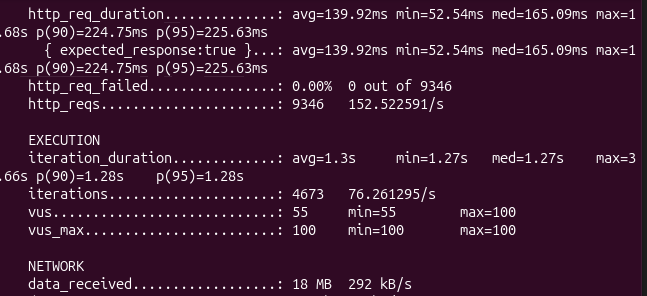 http_req_duration..............: avg=139.92ms min=52.54ms med=165.09ms max=1
.68s p(90)=224.75ms p(95)=225.63ms
{ expected_response:true }...: avg=139.92ms min=52.54ms med=165.09ms max=1
.68s p(90)=224.75ms p(95)=225.63ms
http_req_failed................: 0.00%  0 out of 9346
http_reqs......................: 9346   152.522591/s
EXECUTION
iteration_duration.............: avg=1.3s     min=1.27s   med=1.27s    max=3
.66s p(90)=1.28s    p(95)=1.28s
iterations.....................: 4673   76.261295/s
vus............................: 55     min=55        max=100
vus_max........................: 100    min=100       max=100
NETWORK
data_received..................: 18 MB  292 kB/s